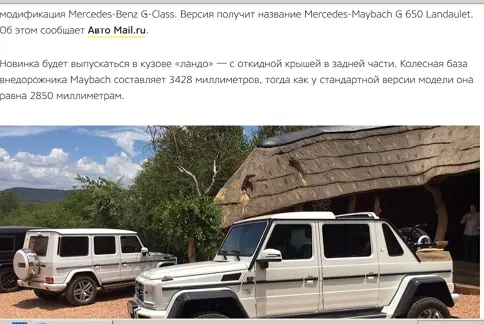 модификация Mercedes-Benz G-Class. Версия получит название Mercedes-Maybach G 650 Landaulet.
Об этом сообщает Авто Mail.ru.
Новинка будет выпускаться в кузове «ландо» — с откидной крышей в задней части. Колесная база
внедорожника Maybach составляет 3428 миллиметров, тогда как у стандартной версии модели она
равна 2850 миллиметрам.